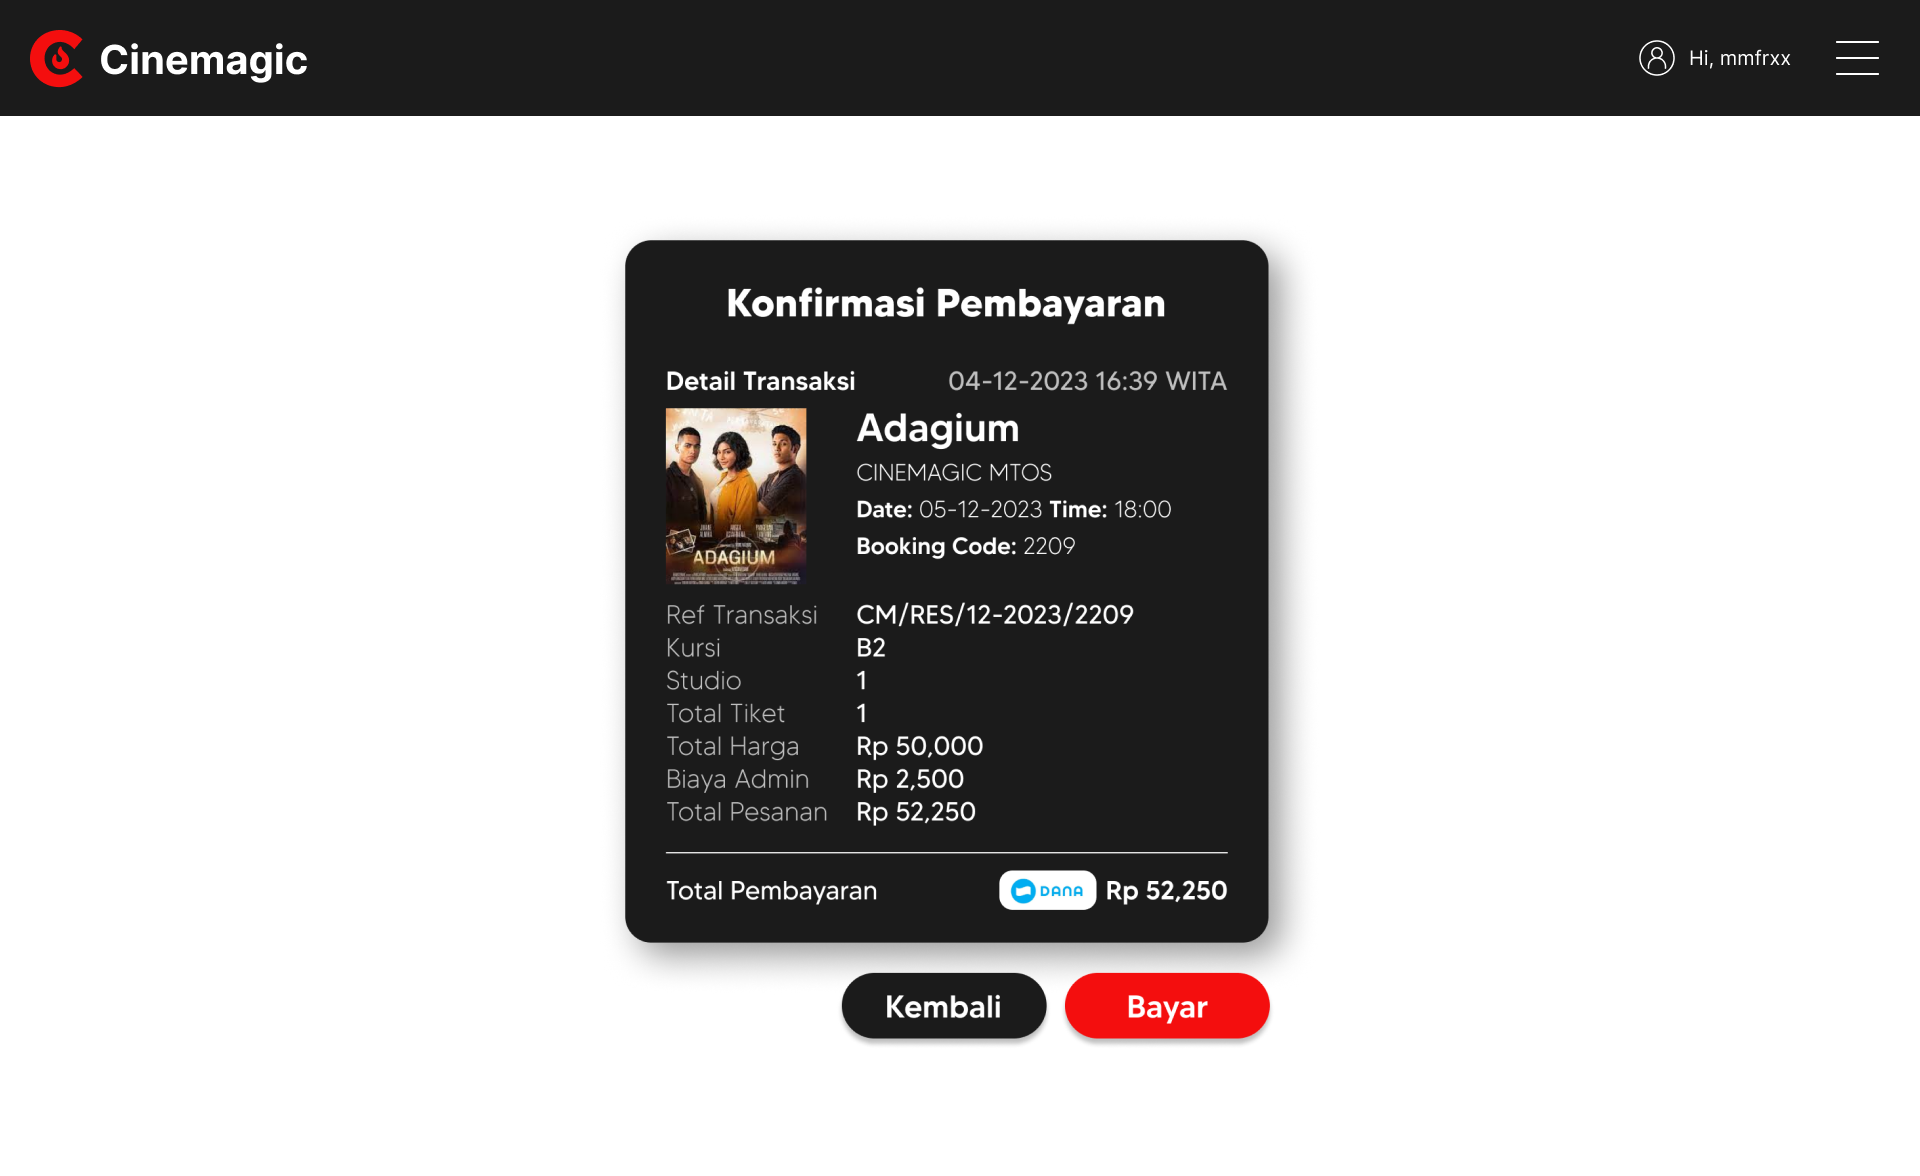 Cinemagic
Hi, mmfrxx
Konfirmasi Pembayaran
Detail Transaksi 04-12-2023 16:39 WITA
ADAGIUM
Adagium
CINEMAGIC MTOS
Date: 05-12-2023 Time: 18:00
Booking Code: 2209
Ref Transaksi CM/RES/12-2023/2209
Kursi B2
Studio 1
Total Tiket 1
Total Harga Rp 50,000
Biaya Admin Rp 2,500
Total Pesanan Rp 52,250
Total Pembayaran DANA Rp 52,250
Kembali Bayar